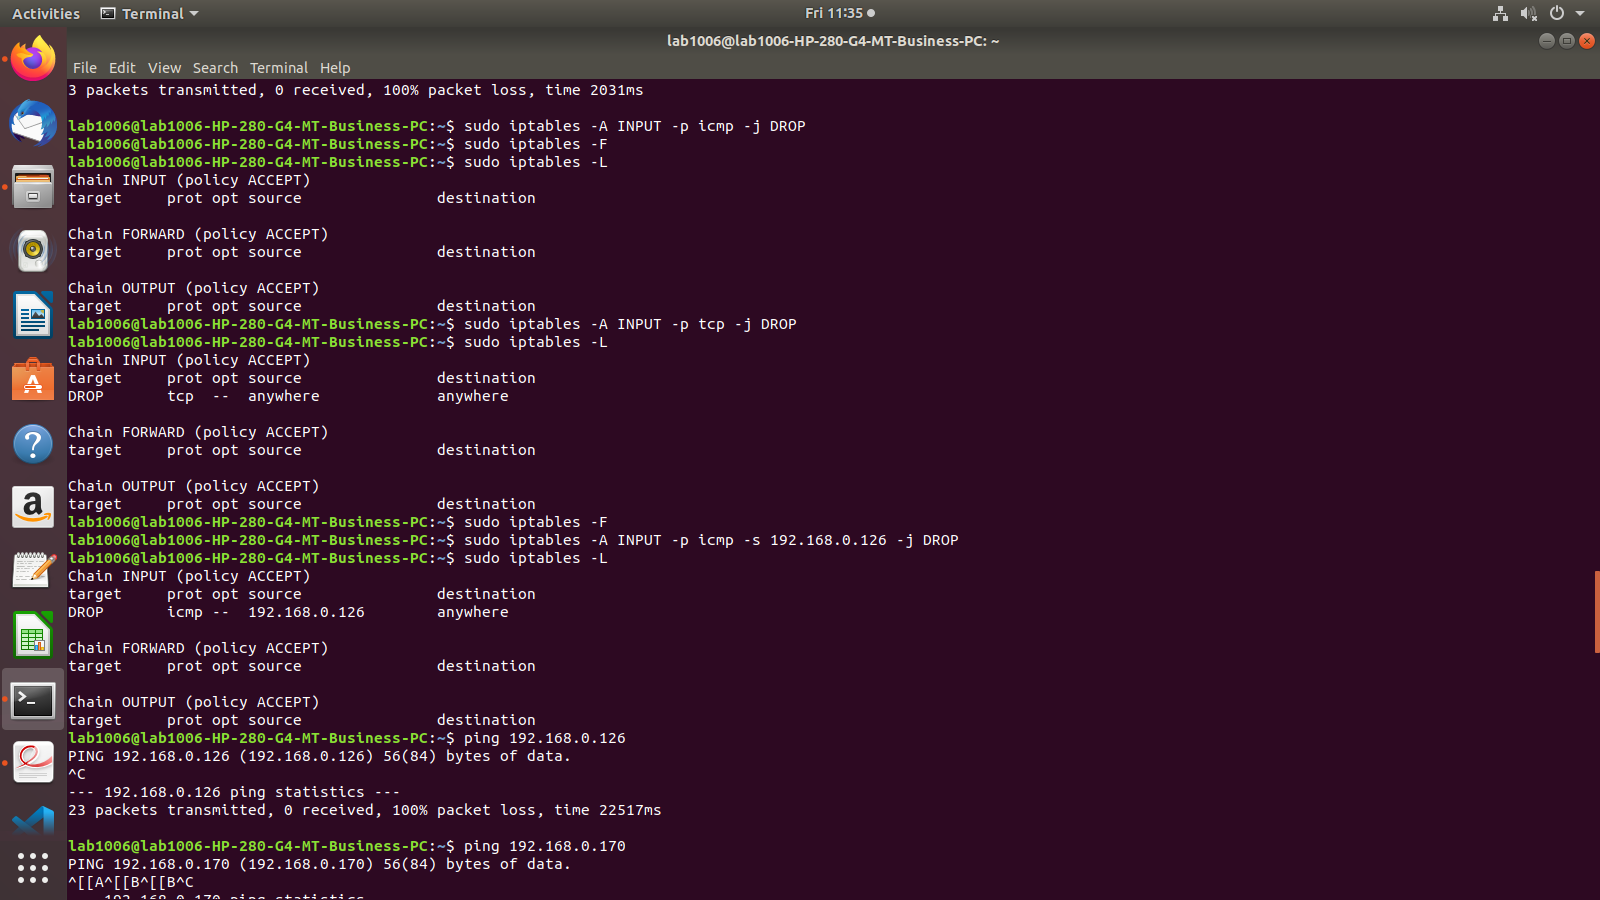 Activities Terminal Fri 11:35
lab1006@lab1006-HP-280-G4-MT-Business-PC: ~
File Edit View Search Terminal Help
3 packets transmitted, 0 received, 100% packet loss, time 2031ms
lab1006@lab1006-HP-280-G4-MT-Business-PC:~$ sudo iptables -A INPUT -p icmp -j DROP
lab1006@lab1006-HP-280-G4-MT-Business-PC:~$ sudo iptables -F
lab1006@lab1006-HP-280-G4-MT-Business-PC:~$ sudo iptables -L
Chain INPUT (policy ACCEPT)
target     prot opt source               destination
Chain FORWARD (policy ACCEPT)
target     prot opt source               destination
Chain OUTPUT (policy ACCEPT)
target     prot opt source               destination
lab1006@lab1006-HP-280-G4-MT-Business-PC:~$ sudo iptables -A INPUT -p tcp -j DROP
lab1006@lab1006-HP-280-G4-MT-Business-PC:~$ sudo iptables -L
Chain INPUT (policy ACCEPT)
target     prot opt source               destination
DROP       tcp  --  anywhere             anywhere
Chain FORWARD (policy ACCEPT)
target     prot opt source               destination
Chain OUTPUT (policy ACCEPT)
target     prot opt source               destination
lab1006@lab1006-HP-280-G4-MT-Business-PC:~$ sudo iptables -F
lab1006@lab1006-HP-280-G4-MT-Business-PC:~$ sudo iptables -A INPUT -p icmp -s 192.168.0.126 -j DROP
lab1006@lab1006-HP-280-G4-MT-Business-PC:~$ sudo iptables -L
Chain INPUT (policy ACCEPT)
target     prot opt source               destination
DROP       icmp --  192.168.0.126        anywhere
Chain FORWARD (policy ACCEPT)
target     prot opt source               destination
Chain OUTPUT (policy ACCEPT)
target     prot opt source               destination
lab1006@lab1006-HP-280-G4-MT-Business-PC:~$ ping 192.168.0.126
PING 192.168.0.126 (192.168.0.126) 56(84) bytes of data.
^C
--- 192.168.0.126 ping statistics ---
23 packets transmitted, 0 received, 100% packet loss, time 22517ms
lab1006@lab1006-HP-280-G4-MT-Business-PC:~$ ping 192.168.0.170
PING 192.168.0.170 (192.168.0.170) 56(84) bytes of data.
^[[A^[[B^[[B^C
192.168.0.170 ping statistics